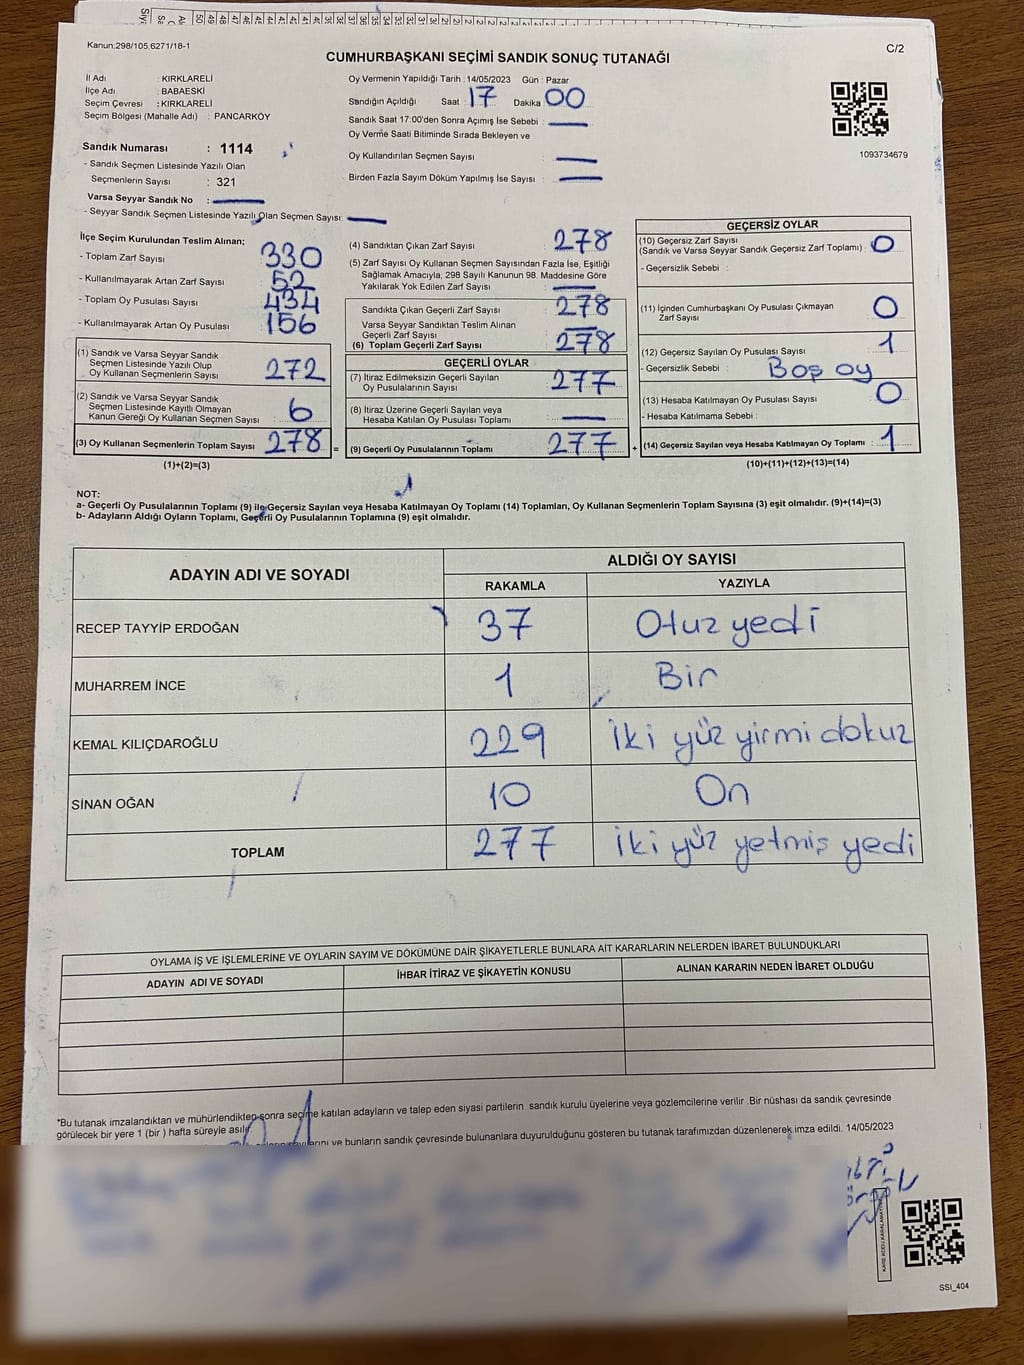 Kanun;298/105,6271/18-1
C/2
CUMHURBAŞKANI SEÇİMİ SANDIK SONUÇ TUTANAĞI
İl Adı : KIRKLARELİ
İlçe Adı : BABAESKİ
Seçim Çevresi : KIRKLARELİ
Seçim Bölgesi (Mahalle Adı) : PANCARKÖY
Oy Vermenin Yapıldığı Tarih : 14/05/2023 Gün : Pazar
Sandığın Açıldığı Saat : 17 Dakika : 00
Sandık Saat 17:00'den Sonra Açımış İse Sebebi :
Oy Verme Saati Bitiminde Sırada Bekleyen ve
Oy Kullandırılan Seçmen Sayısı :
Birden Fazla Sayım Döküm Yapılmış İse Sayısı :
1093734679
Sandık Numarası : 1114
- Sandık Seçmen Listesinde Yazılı Olan
Seçmenlerin Sayısı : 321
Varsa Seyyar Sandık No :
- Seyyar Sandık Seçmen Listesinde Yazılı Olan Seçmen Sayısı:
İlçe Seçim Kurulundan Teslim Alınan;
- Toplam Zarf Sayısı : 330
- Kullanılmayarak Artan Zarf Sayısı : 52
- Toplam Oy Pusulası Sayısı : 434
- Kullanılmayarak Artan Oy Pusulası : 156
(1) Sandık ve Varsa Seyyar Sandık
Seçmen Listesinde Yazılı Olup
Oy Kullanan Seçmenlerin Sayısı : 272
(2) Sandık ve Varsa Seyyar Sandık
Seçmen Listesinde Kayıtlı Olmayan
Kanun Gereği Oy Kullanan Seçmen Sayısı : 6
(3) Oy Kullanan Seçmenlerin Toplam Sayısı : 278 =
(1)+(2)=(3)
(4) Sandıktan Çıkan Zarf Sayısı : 278
(5) Zarf Sayısı Oy Kullanan Seçmen Sayısından Fazla İse, Eşitliği
Sağlamak Amacıyla; 298 Sayılı Kanunun 98. Maddesine Göre
Yakılarak Yok Edilen Zarf Sayısı :
Sandıkta Çıkan Geçerli Zarf Sayısı : 278
Varsa Seyyar Sandıktan Teslim Alınan
Geçerli Zarf Sayısı :
(6) Toplam Geçerli Zarf Sayısı : 278
GEÇERLİ OYLAR
(7) İtiraz Edilmeksizin Geçerli Sayılan
Oy Pusulalarının Sayısı : 277
(8) İtiraz Üzerine Geçerli Sayılan veya
Hesaba Katılan Oy Pusulası Toplamı :
(9) Geçerli Oy Pusulalarının Toplamı : 277 +
GEÇERSİZ OYLAR
(10) Geçersiz Zarf Sayısı
(Sandık ve Varsa Seyyar Sandık Geçersiz Zarf Toplamı) : 0
- Geçersizlik Sebebi :
(11) İçinden Cumhurbaşkanı Oy Pusulası Çıkmayan
Zarf Sayısı : 0
(12) Geçersiz Sayılan Oy Pusulası Sayısı : 1
- Geçersizlik Sebebi : Boş oy
(13) Hesaba Katılmayan Oy Pusulası Sayısı : 0
- Hesaba Katılmama Sebebi :
(14) Geçersiz Sayılan veya Hesaba Katılmayan Oy Toplamı : 1
(10)+(11)+(12)+(13)=(14)
NOT:
a- Geçerli Oy Pusulalarının Toplamı (9) ile Geçersiz Sayılan veya Hesaba Katılmayan Oy Toplamı (14) Toplamları, Oy Kullanan Seçmenlerin Toplam Sayısına (3) eşit olmalıdır. (9)+(14)=(3)
b- Adayların Aldığı Oyların Toplamı, Geçerli Oy Pusulalarının Toplamına (9) eşit olmalıdır.
ADAYIN ADI VE SOYADI
ALDIĞI OY SAYISI
RAKAMLA YAZIYLA
RECEP TAYYİP ERDOĞAN 37 Otuz yedi
MUHARREM İNCE 1 Bir
KEMAL KILIÇDAROĞLU 229 İki yüz yirmi dokuz
SİNAN OĞAN 10 On
TOPLAM 277 İki yüz yetmiş yedi
OYLAMA İŞ VE İŞLEMLERİNE VE OYLARIN SAYIM VE DÖKÜMÜNE DAİR ŞİKAYETLERLE BUNLARA AİT KARARLARIN NELERDEN İBARET BULUNDUKLARI
ADAYIN ADI VE SOYADI İHBAR İTİRAZ VE ŞİKAYETİN KONUSU ALINAN KARARIN NEDEN İBARET OLDUĞU
*Bu tutanak imzalandıktan ve mühürlendikten sonra seçime katılan adayların ve talep eden siyasi partilerin sandık kurulu üyelerine veya gözlemcilerine verilir .Bir nüshası da sandık çevresinde
görülecek bir yere 1 (bir ) hafta süreyle asılır.
ve bunların sandık çevresinde bulunanlara duyurulduğunu gösteren bu tutanak tarafımızdan düzenlenerek imza edildi. 14/05/2023
SSI_404